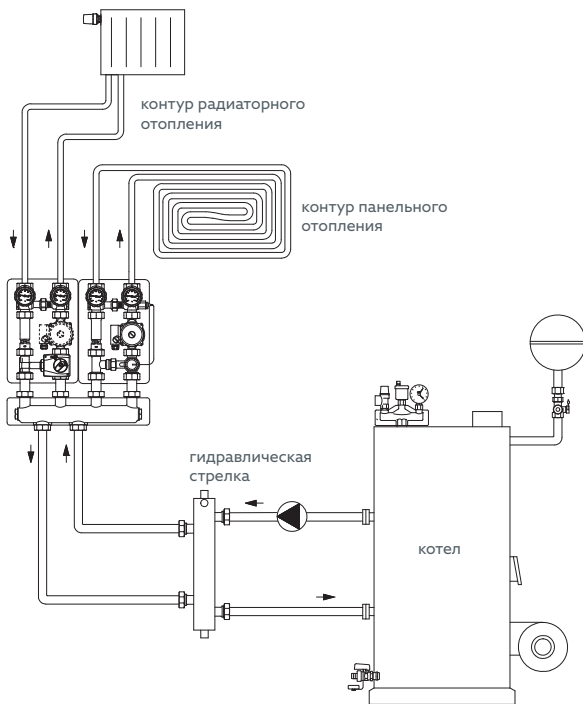 контур радиаторного
отопления
контур панельного
отопления
гидравлическая
стрелка
котел